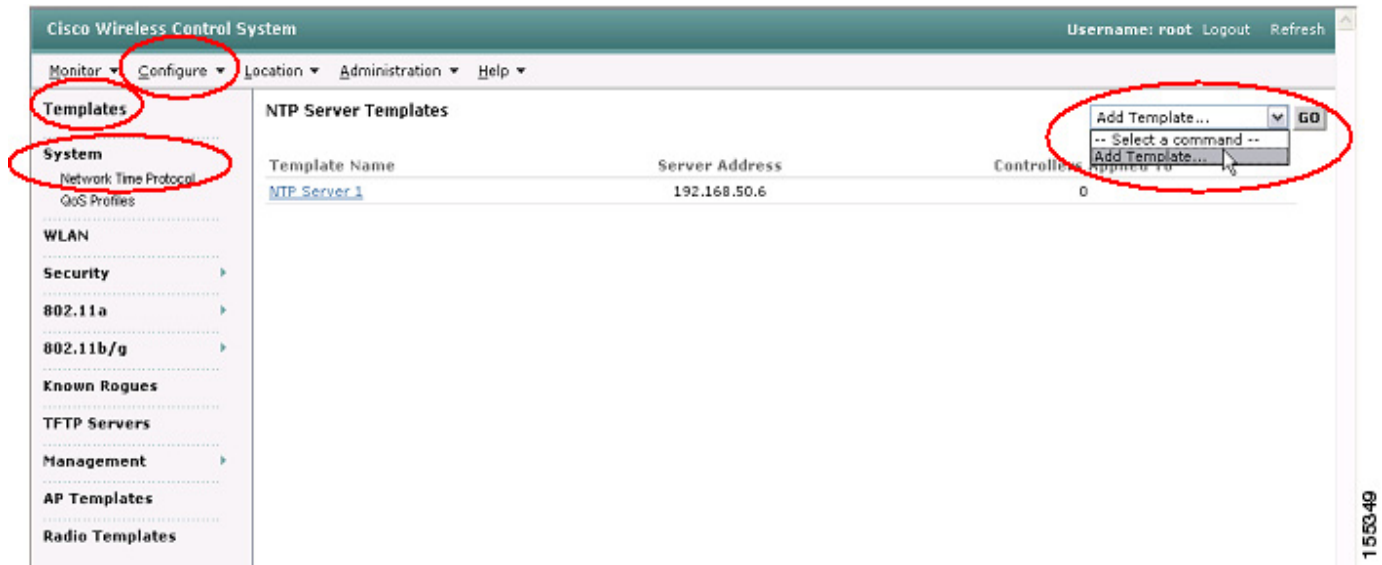 Cisco Wireless Control System
Username: root Logout Refresh
Monitor Configure Location Administration Help
Templates
System
Network Time Protocol
QoS Profiles
WLAN
Security
802.11a
802.11b/g
Known Rogues
TFTP Servers
Management
AP Templates
Radio Templates
NTP Server Templates
Add Template... GO
-- Select a command --
Add Template...
Template Name Server Address Controllers Applied To
NTP Server 1 192.168.50.6 0
155349